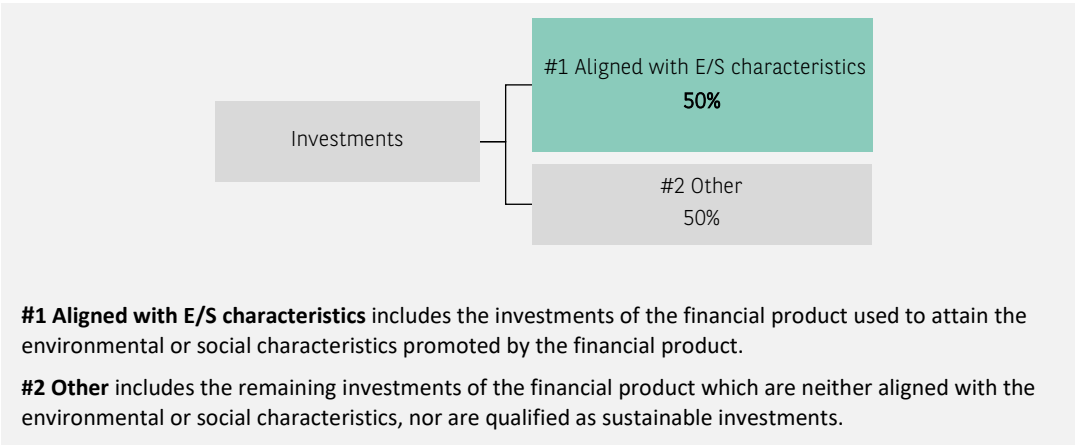 #1 Aligned with E/S characteristics
50%
Investments
#2 Other
50%
#1 Aligned with E/S characteristics includes the investments of the financial product used to attain the
environmental or social characteristics promoted by the financial product.
#2 Other includes the remaining investments of the financial product which are neither aligned with the
environmental or social characteristics, nor are qualified as sustainable investments.